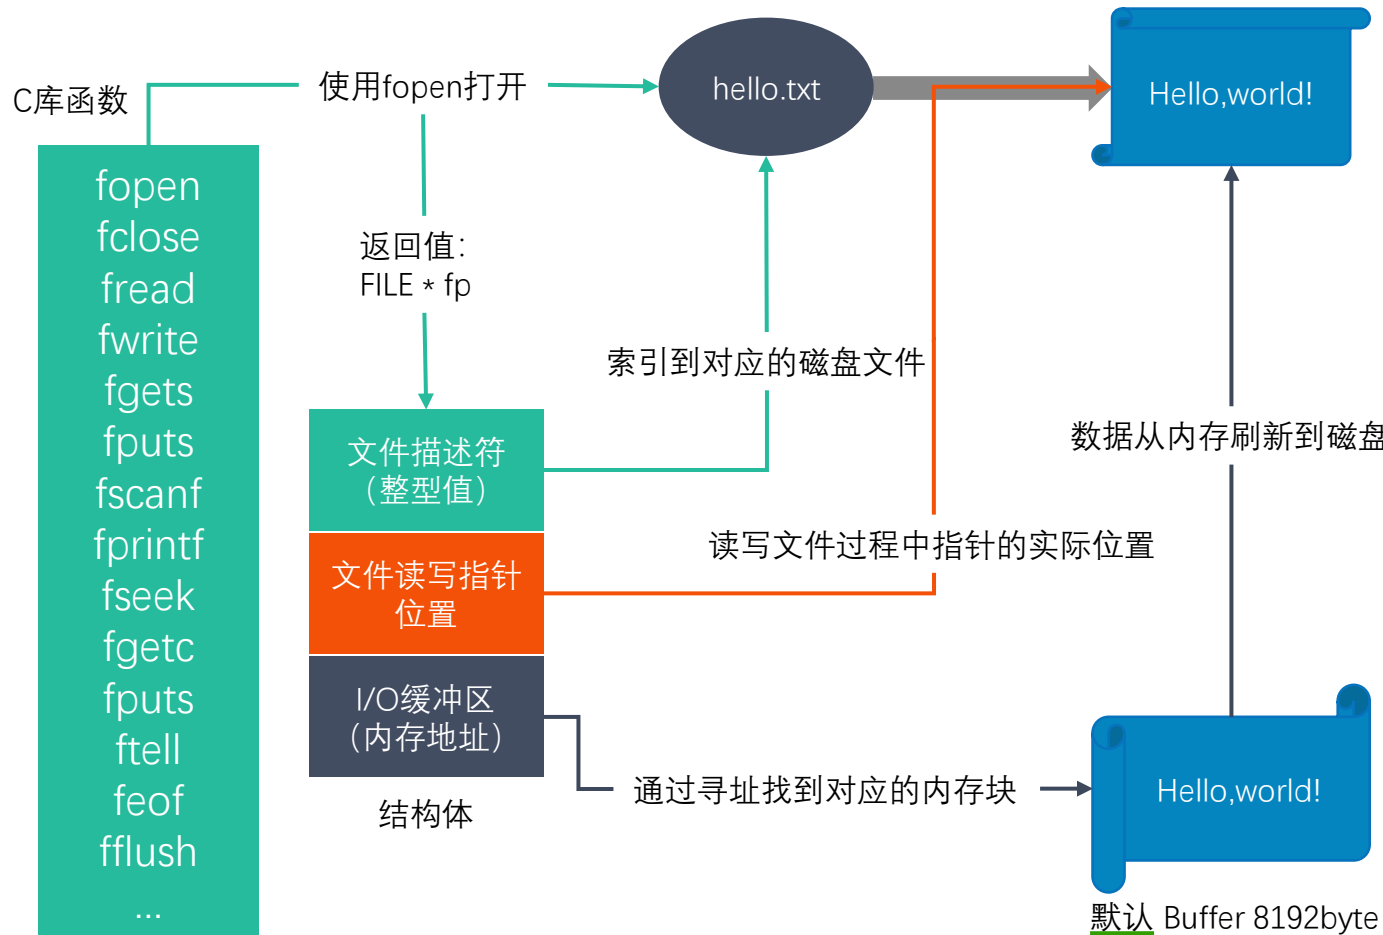 C库函数
fopen
fclose
fread
fwrite
fgets
fputs
fscanf
fprintf
fseek
fgetc
fputs
ftell
feof
fflush
...
使用fopen打开
返回值：
FILE * fp
文件描述符
（整型值）
文件读写指针
位置
I/O缓冲区
（内存地址）
结构体
hello.txt
Hello,world!
索引到对应的磁盘文件
数据从内存刷新到磁盘
读写文件过程中指针的实际位置
通过寻址找到对应的内存块
Hello,world!
默认 Buffer 8192byte